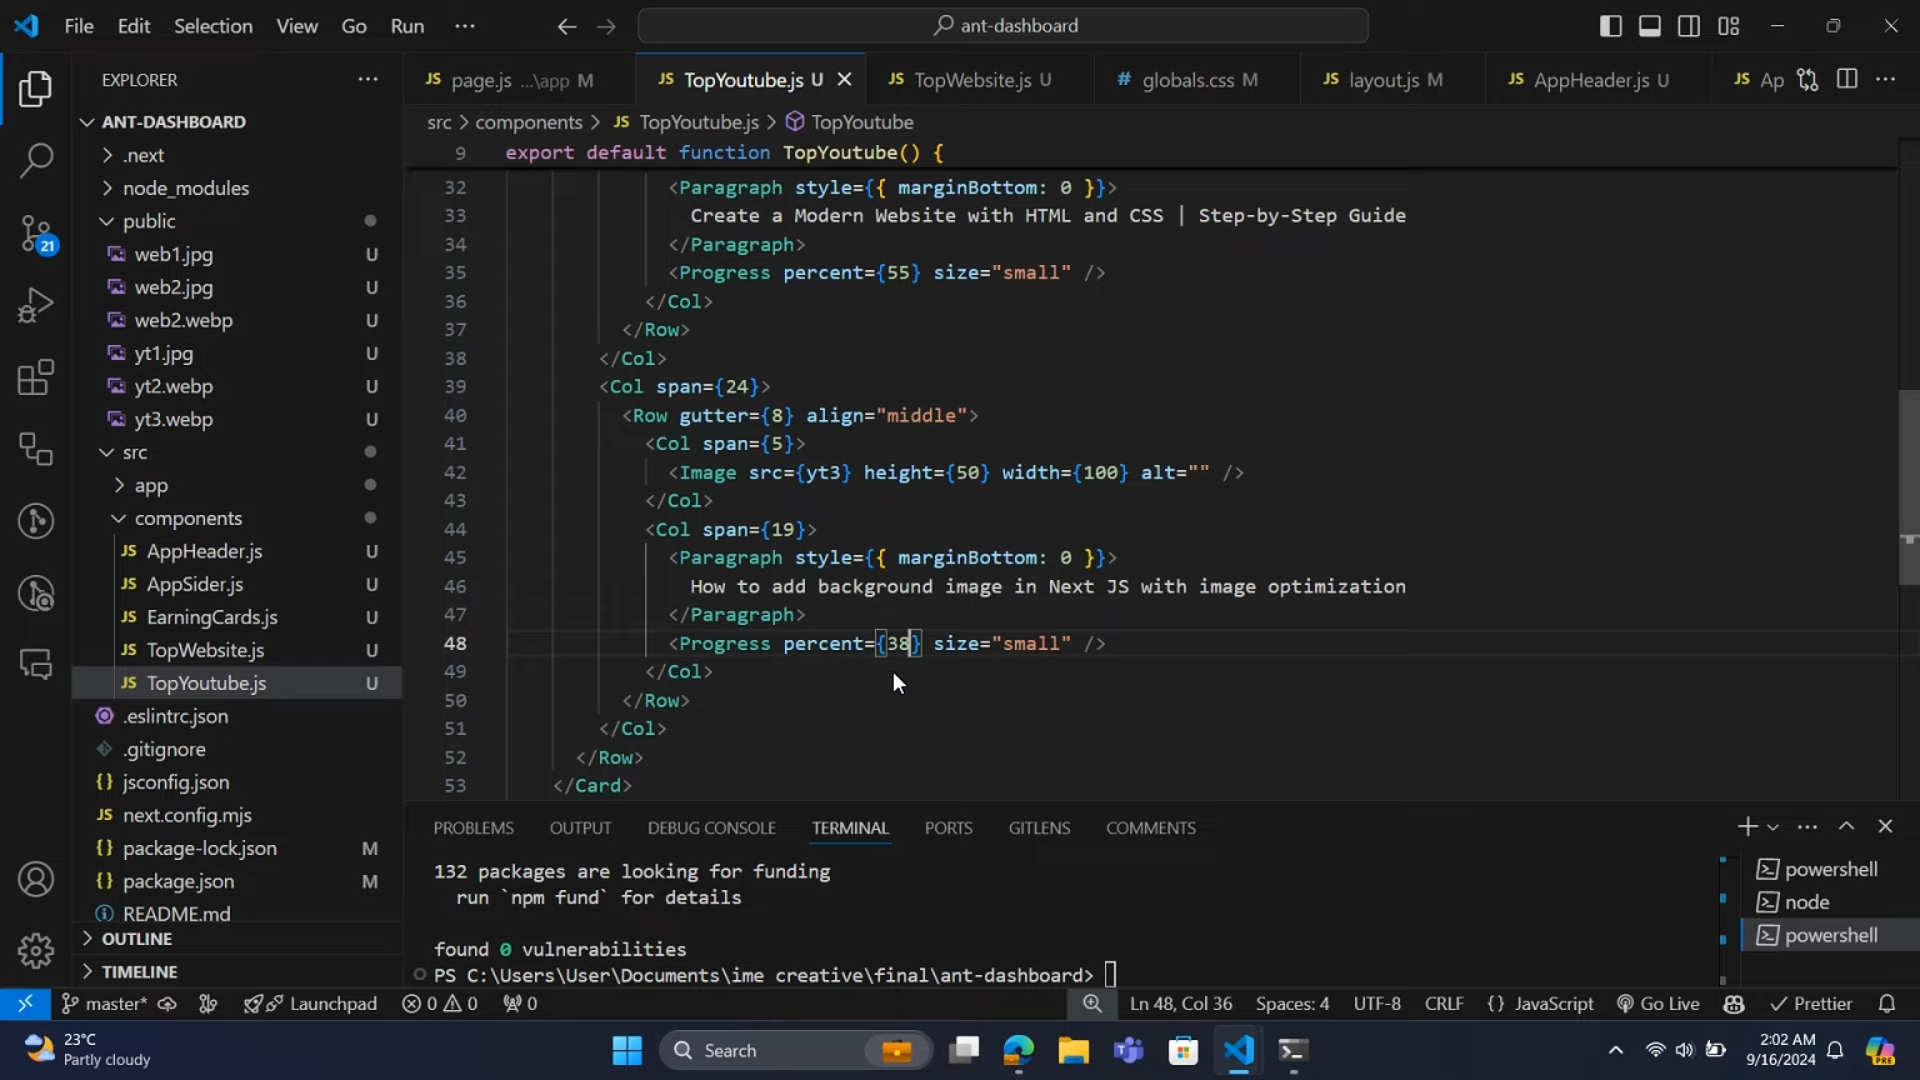 File Edit Selection View Go Run ··· ant-dashboard
EXPLORER ···
ANT-DASHBOARD
.next
node_modules
public
web1.jpg U
web2.jpg U
web2.webp U
yt1.jpg U
yt2.webp U
yt3.webp U
src
app
components
JS AppHeader.js U
JS AppSider.js U
JS EarningCards.js U
JS TopWebsite.js U
JS TopYoutube.js U
.eslintrc.json
.gitignore
{} jsconfig.json
JS next.config.mjs
{} package-lock.json M
{} package.json M
README.md
OUTLINE
TIMELINE
21
JS page.js ...\app M JS TopYoutube.js U JS TopWebsite.js U # globals.css M JS layout.js M JS AppHeader.js U JS Ap
src > components > JS TopYoutube.js > TopYoutube
9 export default function TopYoutube() {
32 <Paragraph style={{ marginBottom: 0 }}>
33 Create a Modern Website with HTML and CSS | Step-by-Step Guide
34 </Paragraph>
35 <Progress percent={55} size="small" />
36 </Col>
37 </Row>
38 </Col>
39 <Col span={24}>
40 <Row gutter={8} align="middle">
41 <Col span={5}>
42 <Image src={yt3} height={50} width={100} alt="" />
43 </Col>
44 <Col span={19}>
45 <Paragraph style={{ marginBottom: 0 }}>
46 How to add background image in Next JS with image optimization
47 </Paragraph>
48 <Progress percent={38} size="small" />
49 </Col>
50 </Row>
51 </Col>
52 </Row>
53 </Card>
PROBLEMS OUTPUT DEBUG CONSOLE TERMINAL PORTS GITLENS COMMENTS
132 packages are looking for funding
run `npm fund` for details
found 0 vulnerabilities
PS C:\Users\User\Documents\ime creative\final\ant-dashboard>
powershell
node
powershell
master* Launchpad 0 0 0 Ln 48, Col 36 Spaces: 4 UTF-8 CRLF {} JavaScript Go Live Prettier
23°C
Partly cloudy
Search
PRE
2:02 AM
9/16/2024